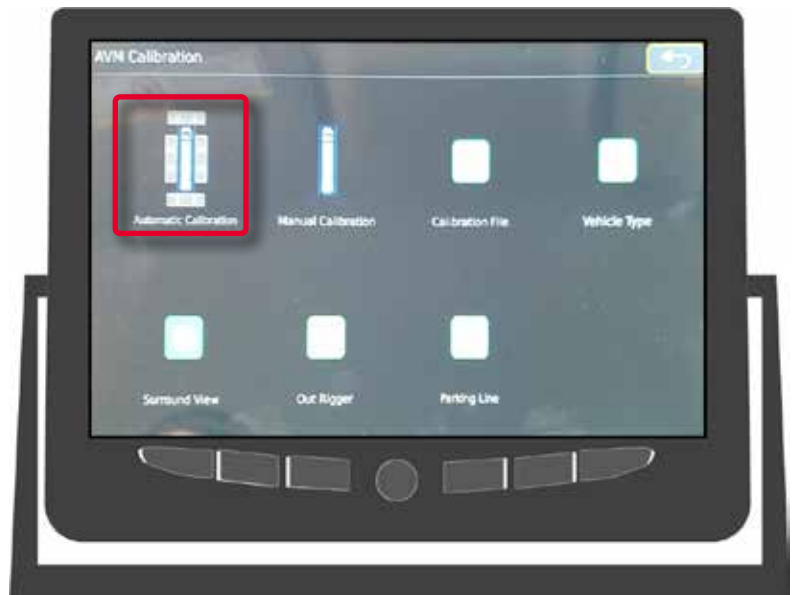 AVM Calibration
Automatic Calibration
Manual Calibration
Calibration File
Vehicle Type
Surround View
Out Rigger
Parking Line